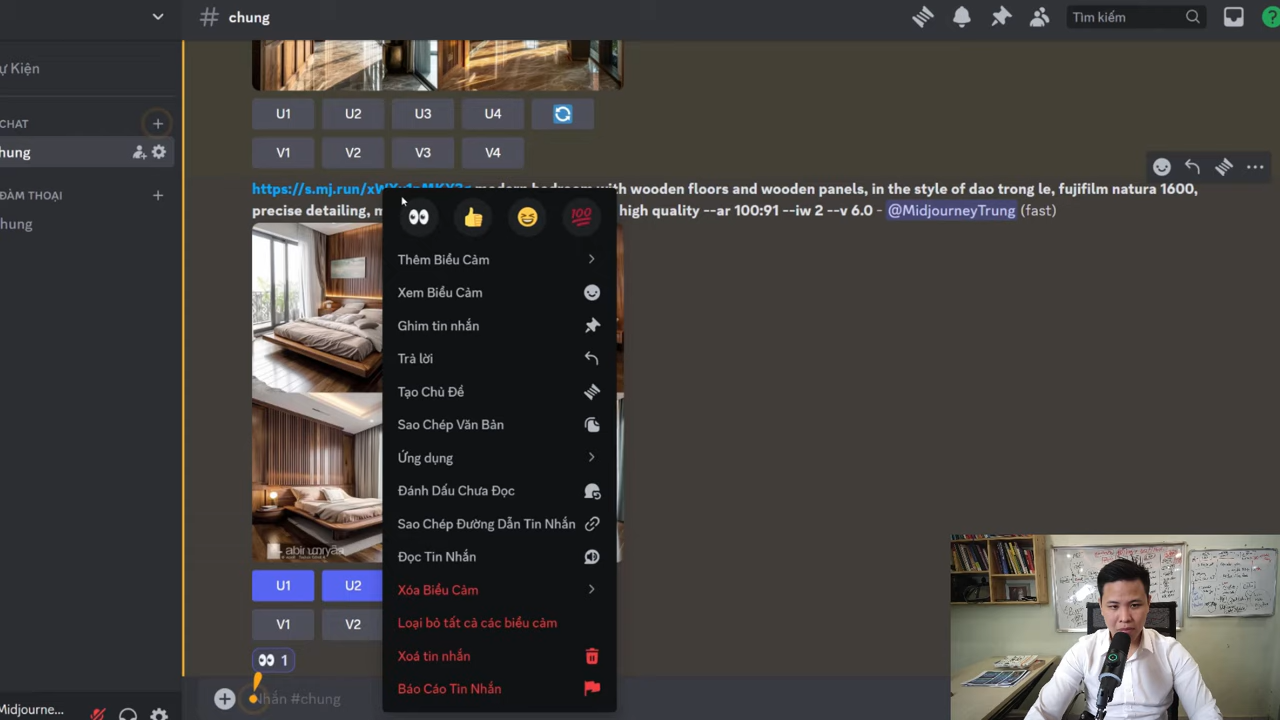 # chung
Tìm kiếm
ự Kiện
CHAT
hung
ĐÀM THOẠI
hung
U1 U2 U3 U4
V1 V2 V3 V4
https://s.mj.run/ modern bedroom with wooden floors and wooden panels, in the style of dao trong le, fujifilm natura 1600,
precise detailing, m high quality --ar 100:91 --iw 2 --v 6.0 - @MidjourneyTrung (fast)
Thêm Biểu Cảm
Xem Biểu Cảm
Ghim tin nhắn
Trả lời
Tạo Chủ Đề
Sao Chép Văn Bản
Ứng dụng
Đánh Dấu Chưa Đọc
Sao Chép Đường Dẫn Tin Nhắn
Đọc Tin Nhắn
Xóa Biểu Cảm
Loại bỏ tất cả các biểu cảm
Xoá tin nhắn
Báo Cáo Tin Nhắn
U1 U2
V1 V2
1
Nhắn #chung
Midjourne...